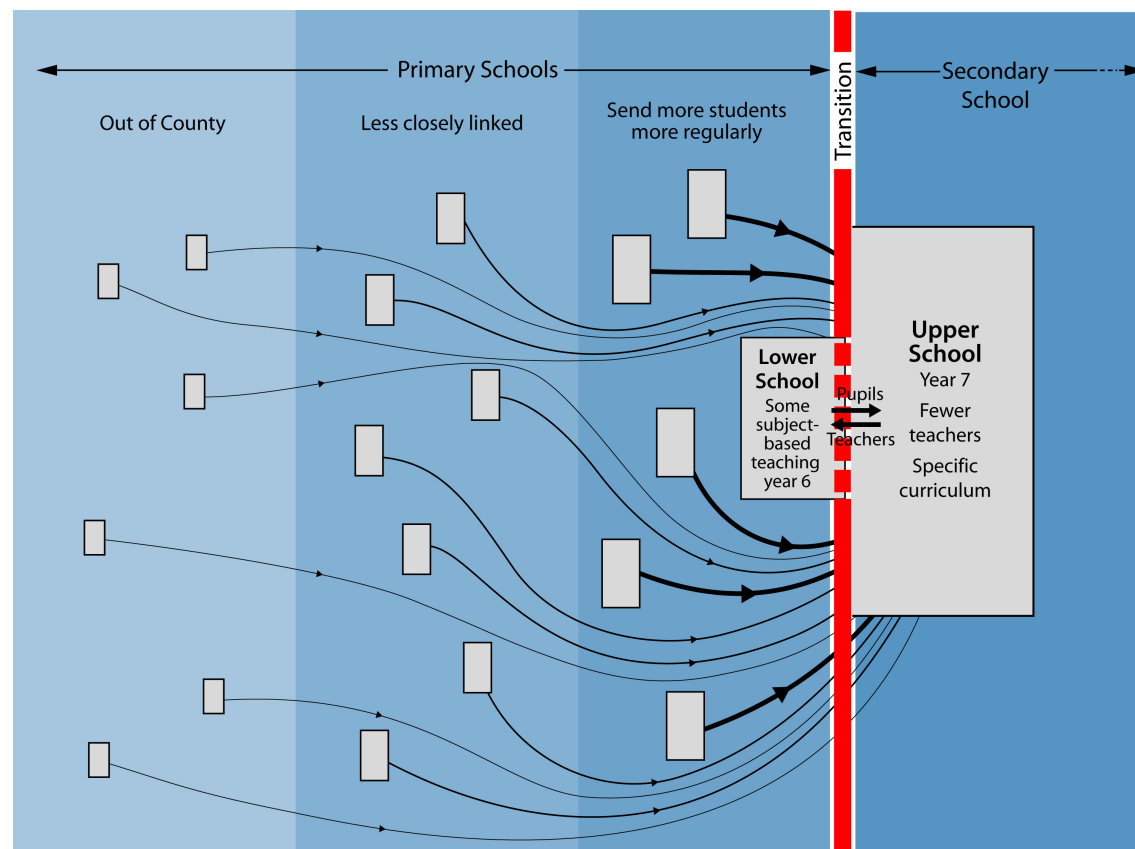 Primary Schools
Secondary
School
Transition
Out of County
Less closely linked
Send more students
more regularly
Lower
School
Some
subject-
based
teaching
year 6
Pupils
Teachers
Upper
School
Year 7
Fewer
teachers
Specific
curriculum